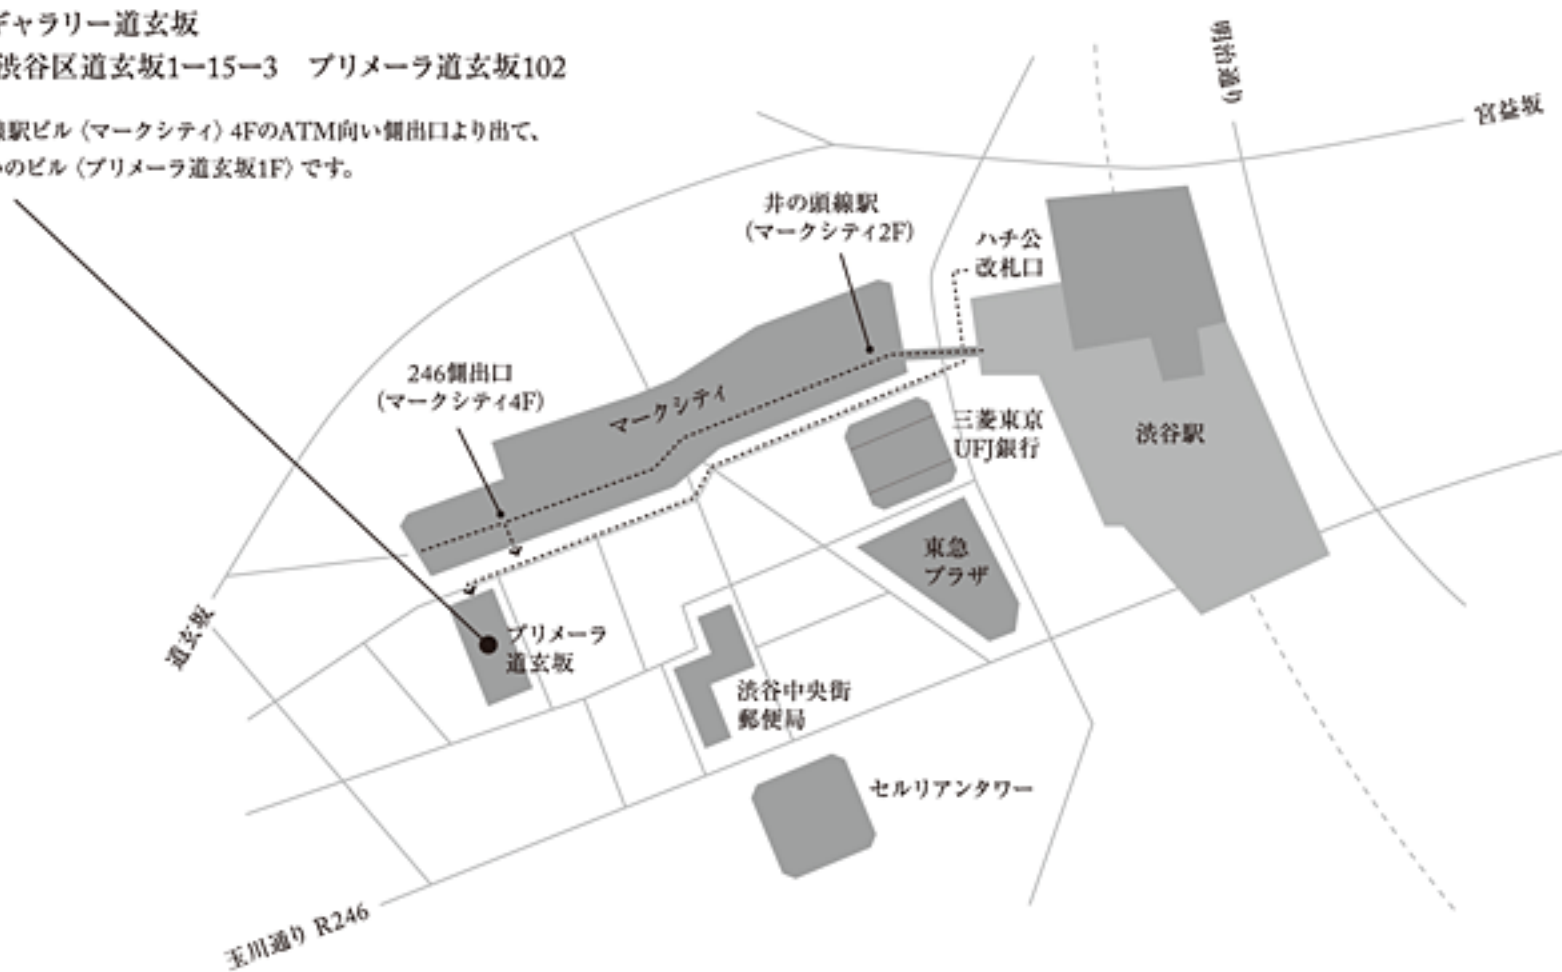 ギャラリー道玄坂
渋谷区道玄坂1ー15ー3　プリメーラ道玄坂102
線駅ビル〈マークシティ〉4FのATM向い側出口より出て、
いのビル〈プリメーラ道玄坂1F〉です。
明治通り
宮益坂
井の頭線駅
（マークシティ2F）
ハチ公
改札口
246側出口
（マークシティ4F）
マークシティ
三菱東京
UFJ銀行
渋谷駅
東急
プラザ
道玄坂
プリメーラ
道玄坂
渋谷中央街
郵便局
セルリアンタワー
玉川通り R246